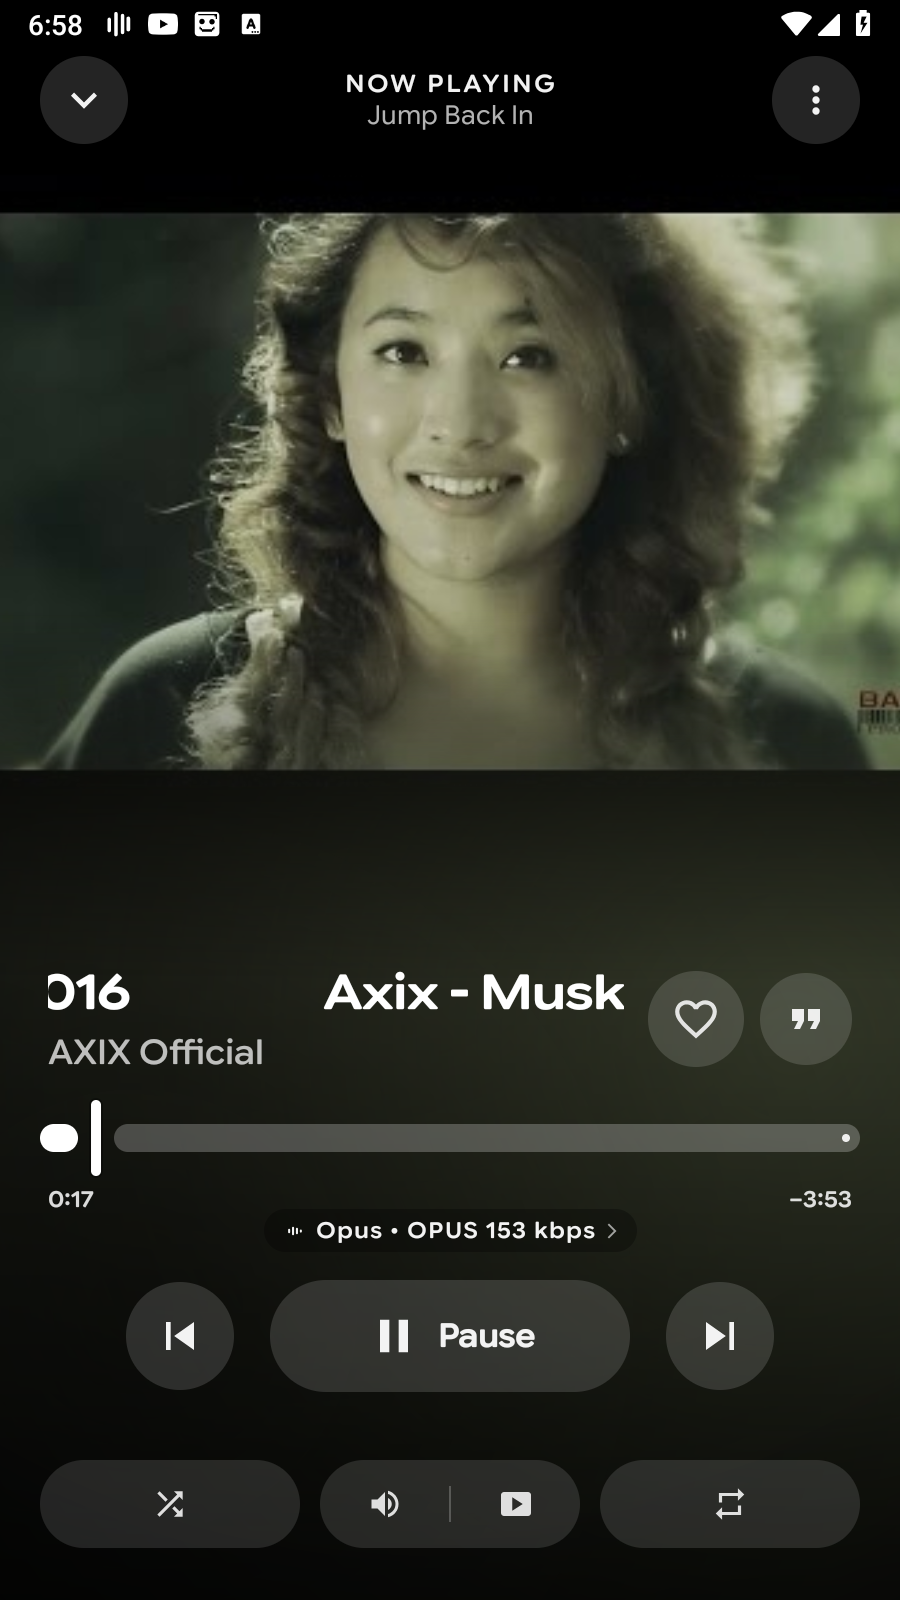 6:58
NOW PLAYING
Jump Back In
BA
016 Axix - Musk
AXIX Official
0:17 -3:53
Opus • OPUS 153 kbps
Pause